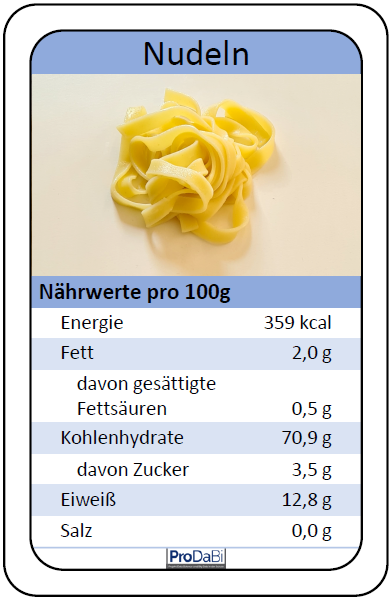 Nudeln
Nährwerte pro 100g
Energie 359 kcal
Fett 2,0 g
davon gesättigte
Fettsäuren 0,5 g
Kohlenhydrate 70,9 g
davon Zucker 3,5 g
Eiweiß 12,8 g
Salz 0,0 g
ProDaBi